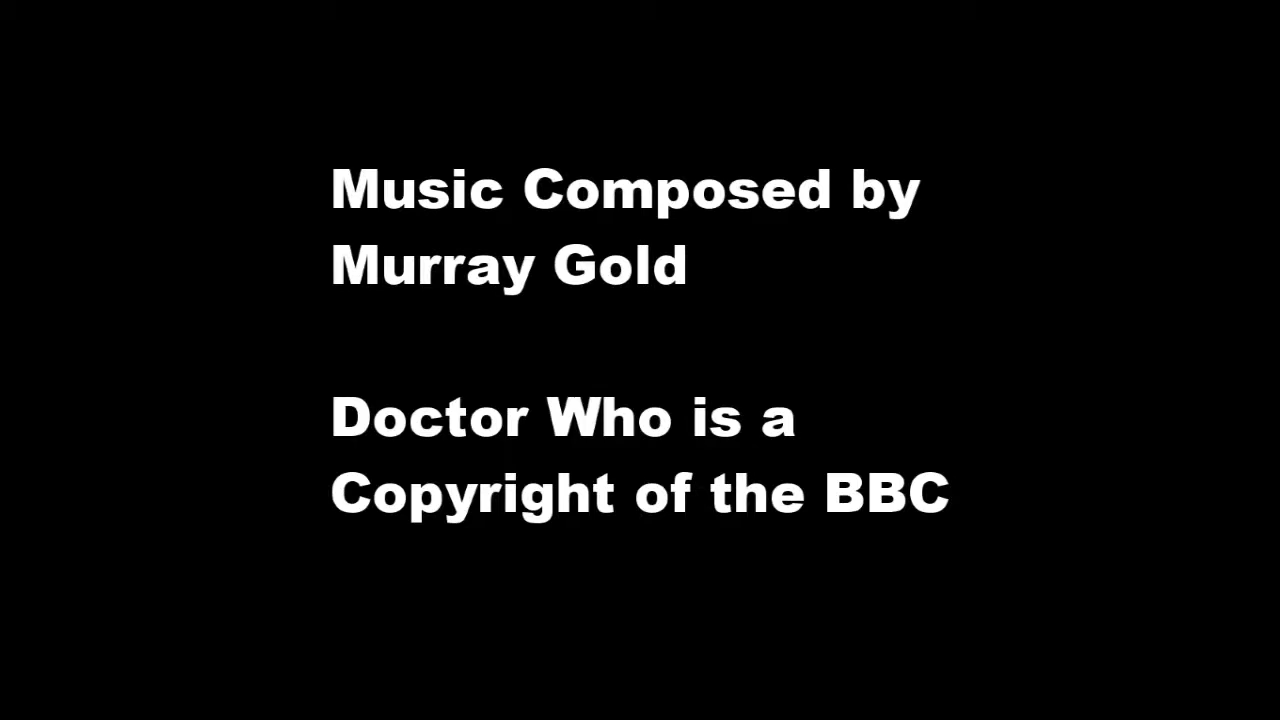 Music Composed by
Murray Gold
Doctor Who is a
Copyright of the BBC